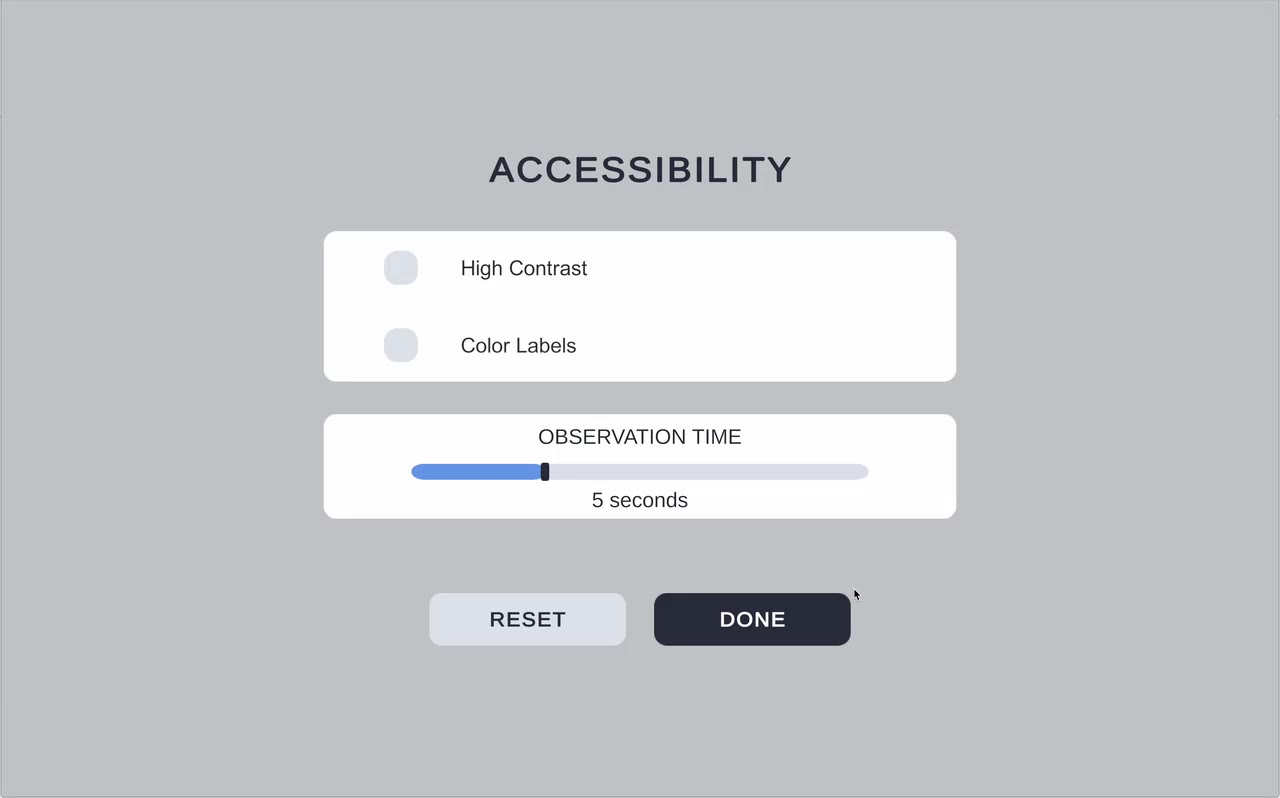 ACCESSIBILITY
High Contrast
Color Labels
OBSERVATION TIME
5 seconds
RESET
DONE